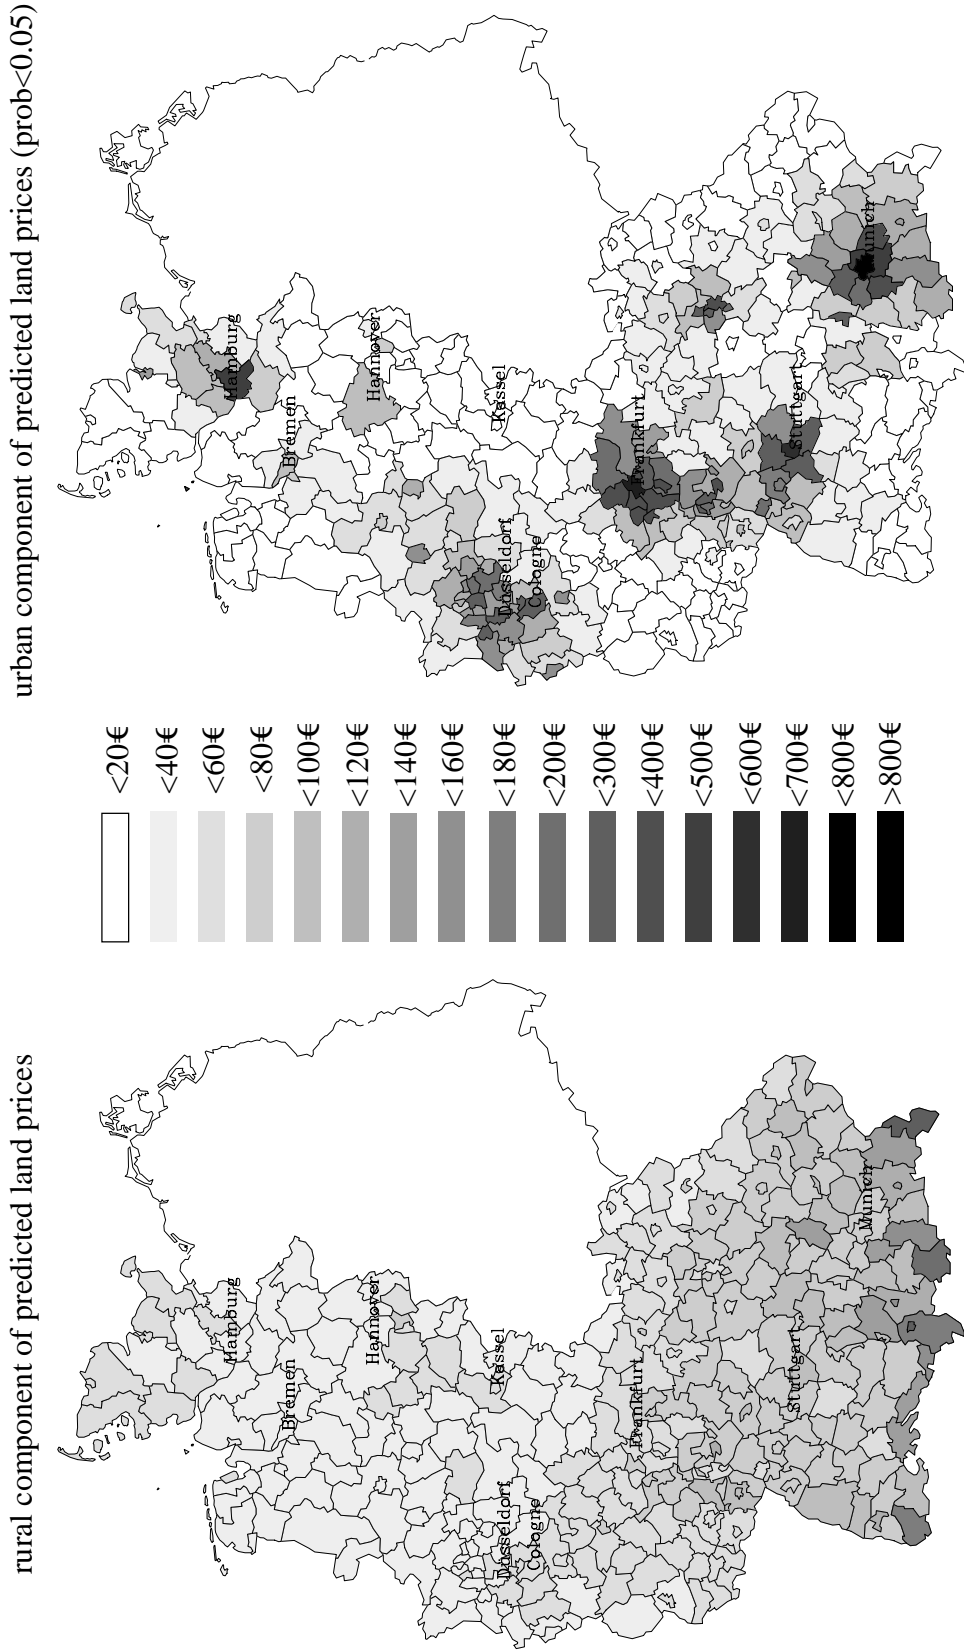 rural component of predicted land prices
Hamburg
Bremen
Hannover
Kassel
Düsseldorf
Cologne
Frankfurt
Stuttgart
Munich
<20€
<40€
<60€
<80€
<100€
<120€
<140€
<160€
<180€
<200€
<300€
<400€
<500€
<600€
<700€
<800€
>800€
urban component of predicted land prices (prob<0.05)
Hamburg
Bremen
Hannover
Kassel
Düsseldorf
Cologne
Frankfurt
Stuttgart
Munich